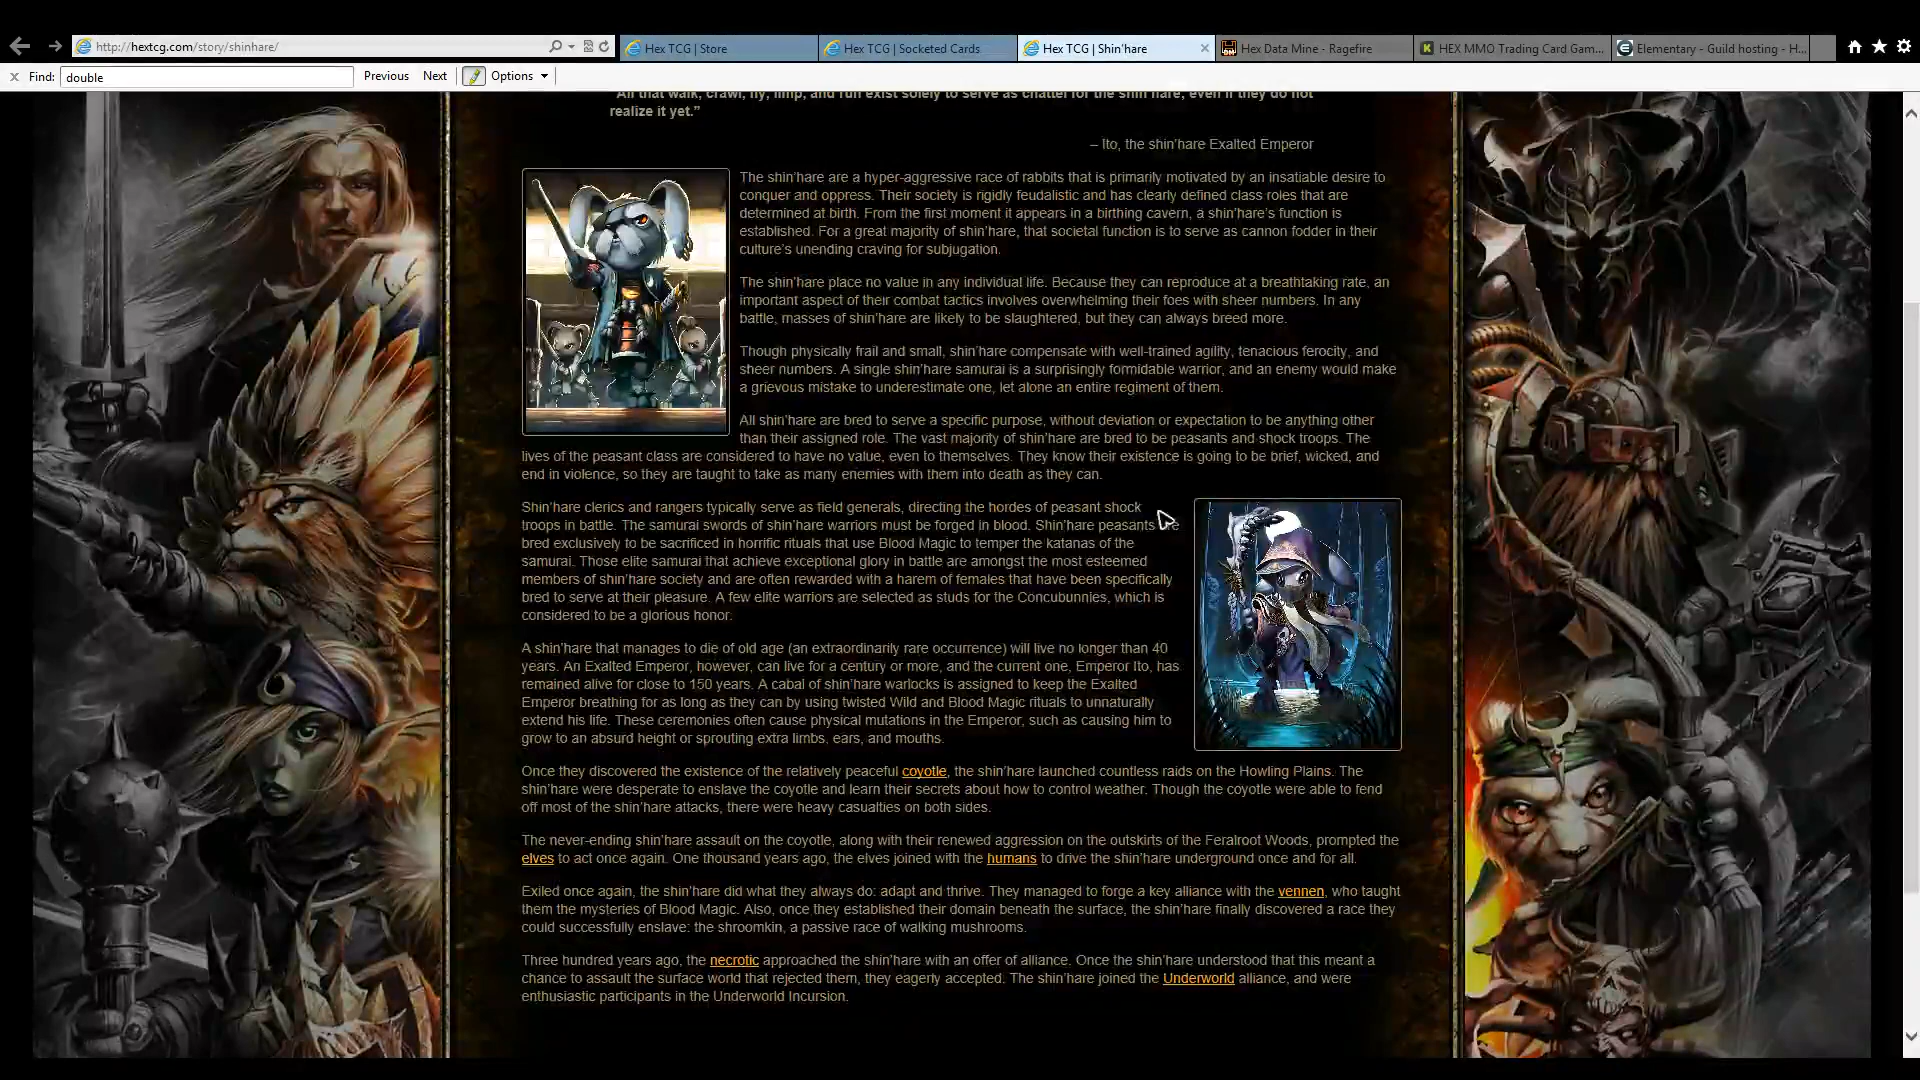 http://hextcg.com/story/shinhare/
Hex TCG | Store
Hex TCG | Socketed Cards
Hex TCG | Shin'hare
Hex Data Mine - Ragefire
HEX MMO Trading Card Gam...
Elementary - Guild hosting - H...
Find: double Previous Next Options
"All that walk, crawl, fly, limp, and run exist solely to serve as chattel for the shin'hare, even if they do not
realize it yet."
– Ito, the shin'hare Exalted Emperor
The shin'hare are a hyper-aggressive race of rabbits that is primarily motivated by an insatiable desire to
conquer and oppress. Their society is rigidly feudalistic and has clearly defined class roles that are
determined at birth. From the first moment it appears in a birthing cavern, a shin'hare's function is
established. For a great majority of shin'hare, that societal function is to serve as cannon fodder in their
culture's unending craving for subjugation.
The shin'hare place no value in any individual life. Because they can reproduce at a breathtaking rate, an
important aspect of their combat tactics involves overwhelming their foes with sheer numbers. In any
battle, masses of shin'hare are likely to be slaughtered, but they can always breed more.
Though physically frail and small, shin'hare compensate with well-trained agility, tenacious ferocity, and
sheer numbers. A single shin'hare samurai is a surprisingly formidable warrior, and an enemy would make
a grievous mistake to underestimate one, let alone an entire regiment of them.
All shin'hare are bred to serve a specific purpose, without deviation or expectation to be anything other
than their assigned role. The vast majority of shin'hare are bred to be peasants and shock troops. The
lives of the peasant class are considered to have no value, even to themselves. They know their existence is going to be brief, wicked, and
end in violence, so they are taught to take as many enemies with them into death as they can.
Shin'hare clerics and rangers typically serve as field generals, directing the hordes of peasant shock
troops in battle. The samurai swords of shin'hare warriors must be forged in blood. Shin'hare peasants
bred exclusively to be sacrificed in horrific rituals that use Blood Magic to temper the katanas of the
samurai. Those elite samurai that achieve exceptional glory in battle are amongst the most esteemed
members of shin'hare society and are often rewarded with a harem of females that have been specifically
bred to serve at their pleasure. A few elite warriors are selected as studs for the Concubunnies, which is
considered to be a glorious honor.
A shin'hare that manages to die of old age (an extraordinarily rare occurrence) will live no longer than 40
years. An Exalted Emperor, however, can live for a century or more, and the current one, Emperor Ito, has
remained alive for close to 150 years. A cabal of shin'hare warlocks is assigned to keep the Exalted
Emperor breathing for as long as they can by using twisted Wild and Blood Magic rituals to unnaturally
extend his life. These ceremonies often cause physical mutations in the Emperor, such as causing him to
grow to an absurd height or sprouting extra limbs, ears, and mouths.
Once they discovered the existence of the relatively peaceful coyotle, the shin'hare launched countless raids on the Howling Plains. The
shin'hare were desperate to enslave the coyotle and learn their secrets about how to control weather. Though the coyotle were able to fend
off most of the shin'hare attacks, there were heavy casualties on both sides.
The never-ending shin'hare assault on the coyotle, along with their renewed aggression on the outskirts of the Feralroot Woods, prompted the
elves to act once again. One thousand years ago, the elves joined with the humans to drive the shin'hare underground once and for all.
Exiled once again, the shin'hare did what they always do: adapt and thrive. They managed to forge a key alliance with the vennen, who taught
them the mysteries of Blood Magic. Also, once they established their domain beneath the surface, the shin'hare finally discovered a race they
could successfully enslave: the shroomkin, a passive race of walking mushrooms.
Three hundred years ago, the necrotic approached the shin'hare with an offer of alliance. Once the shin'hare understood that this meant a
chance to assault the surface world that rejected them, they eagerly accepted. The shin'hare joined the Underworld alliance, and were
enthusiastic participants in the Underworld Incursion.